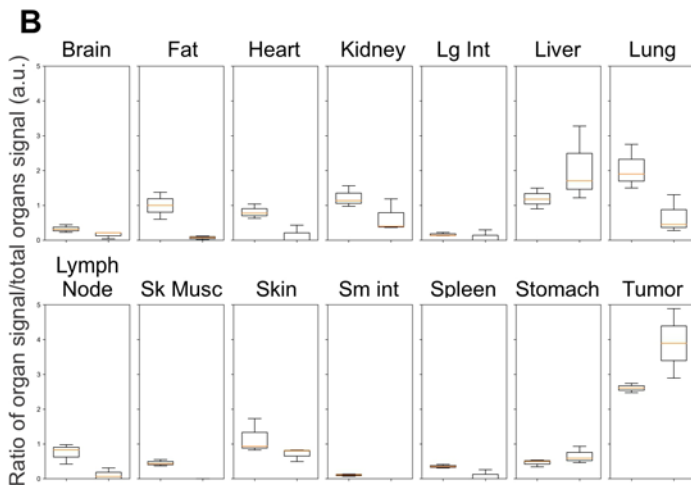 B
Ratio of organ signal/total organs signal (a.u.)
Brain Fat Heart Kidney Lg Int Liver Lung
5
4
3
2
1
0
Lymph
Node Sk Musc Skin Sm int Spleen Stomach Tumor
5
4
3
2
1
0